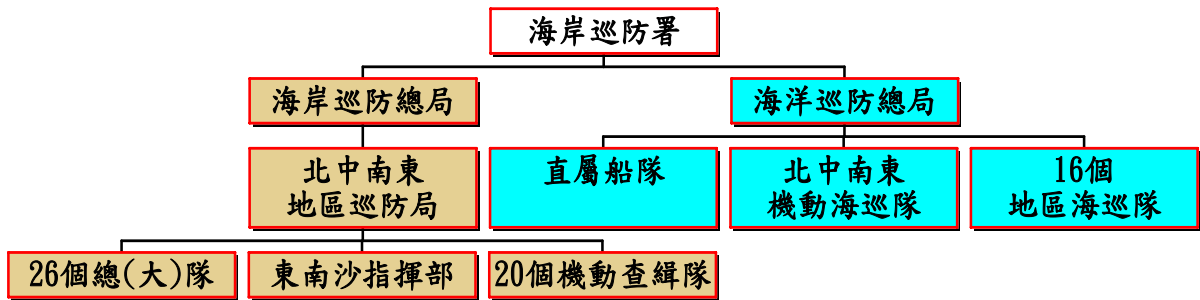 海岸巡防署
海岸巡防總局
海洋巡防總局
北中南東
地區巡防局
直屬船隊
北中南東
機動海巡隊
16個
地區海巡隊
26個總(大)隊
東南沙指揮部
20個機動查緝隊